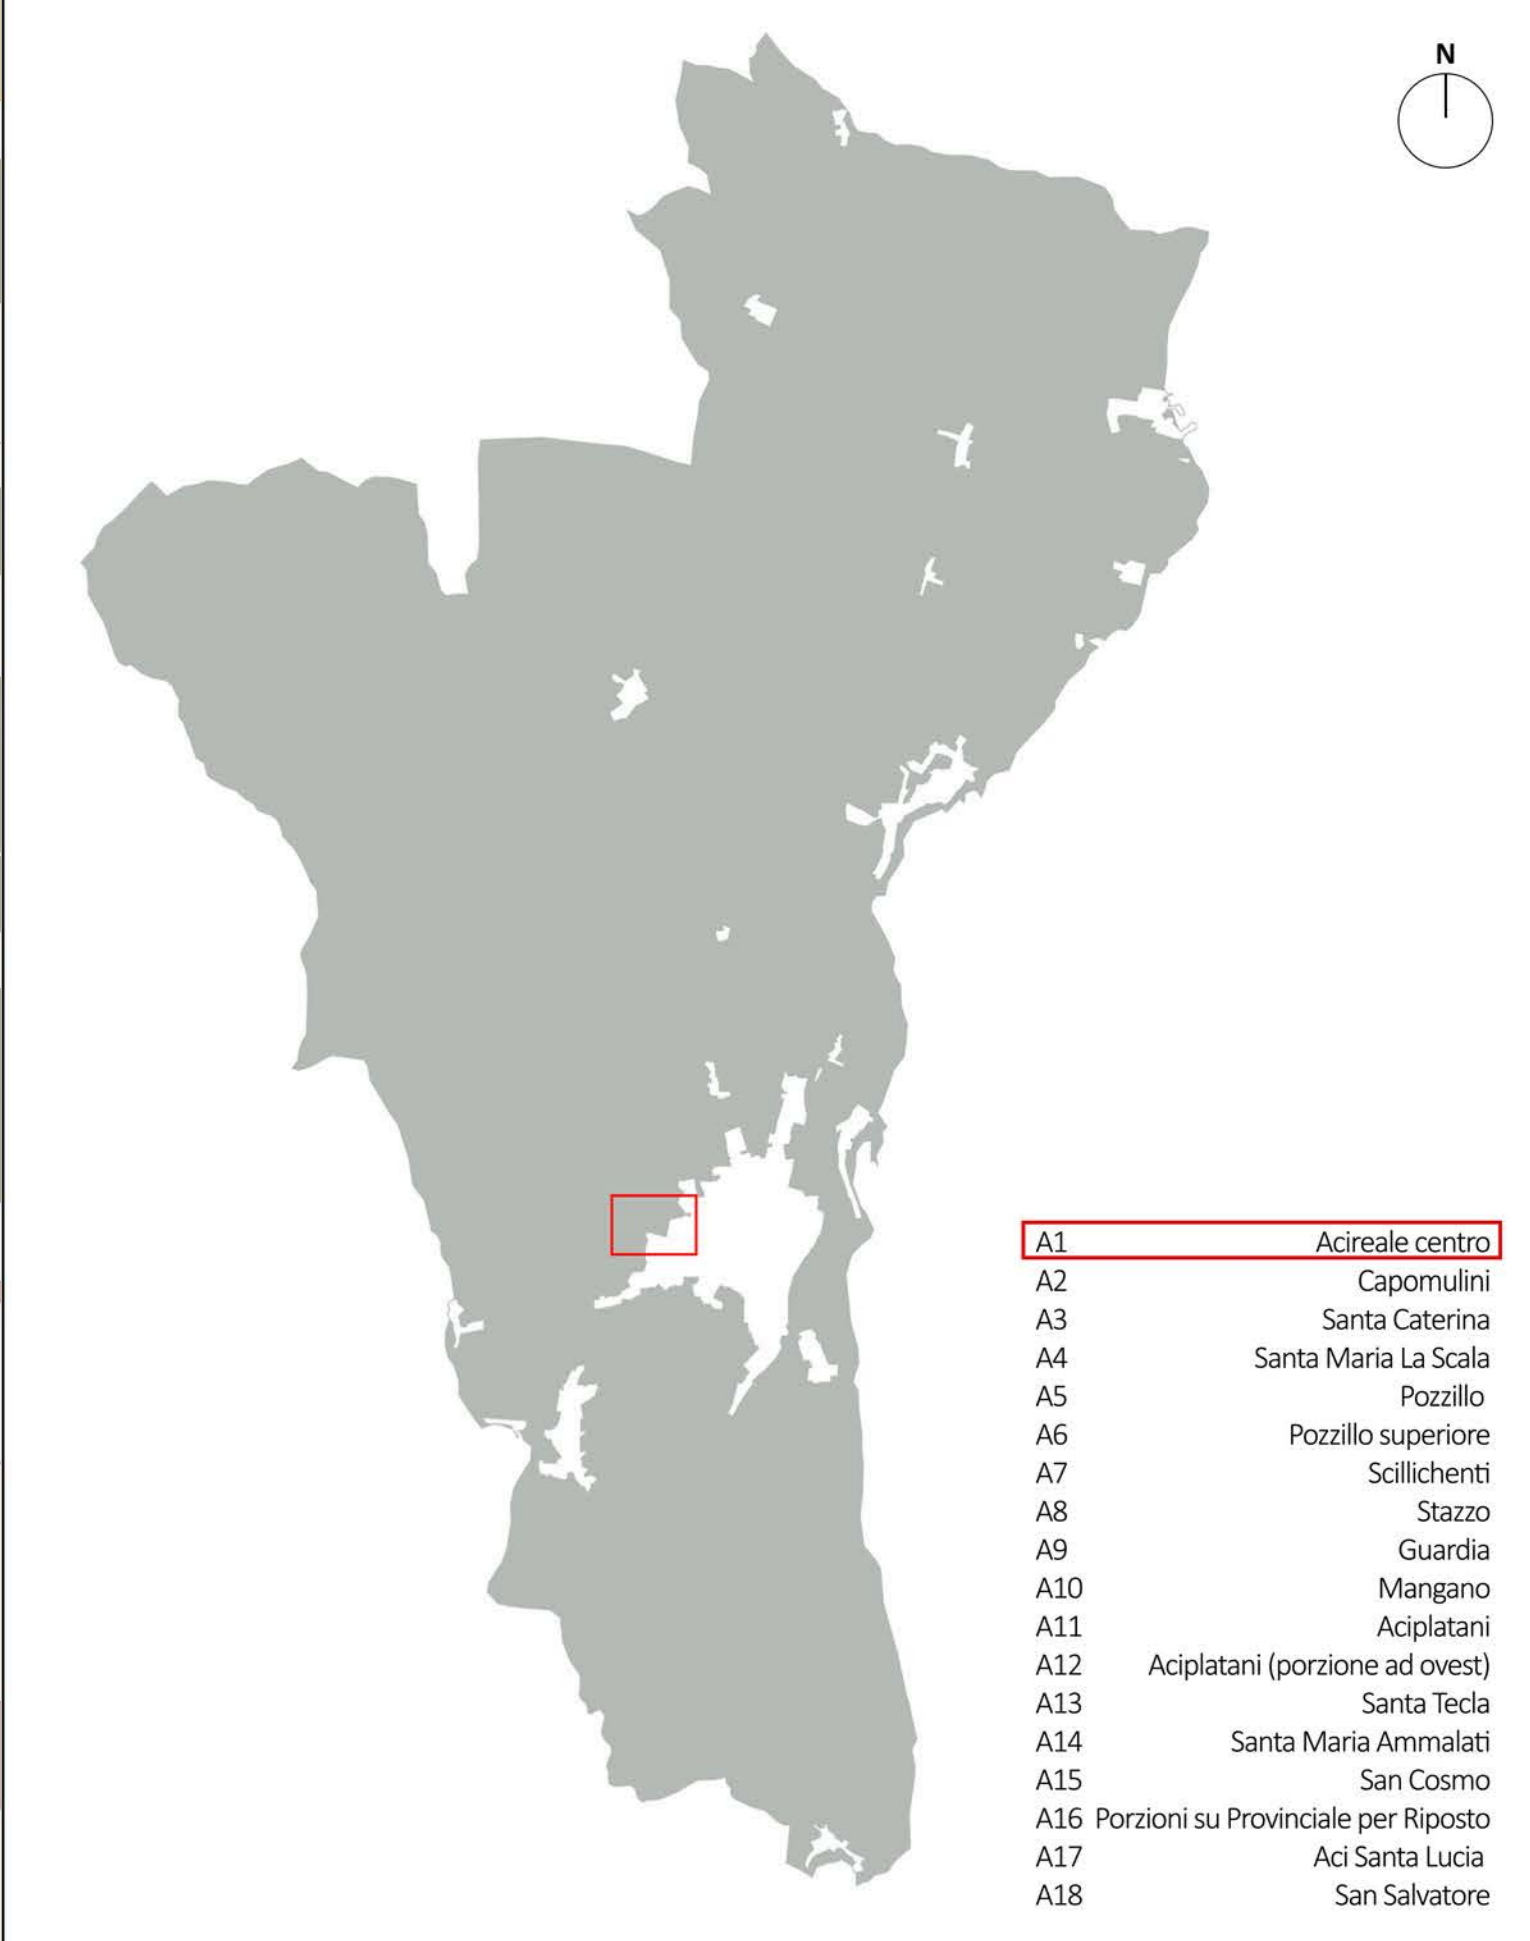 N
A1 Acireale centro
A2 Capomulini
A3 Santa Caterina
A4 Santa Maria La Scala
A5 Pozzillo
A6 Pozzillo superiore
A7 Scillichenti
A8 Stazzo
A9 Guardia
A10 Mangano
A11 Aciplatani
A12 Aciplatani (porzione ad ovest)
A13 Santa Tecla
A14 Santa Maria Ammalati
A15 San Cosmo
A16 Porzioni su Provinciale per Riposto
A17 Aci Santa Lucia
A18 San Salvatore